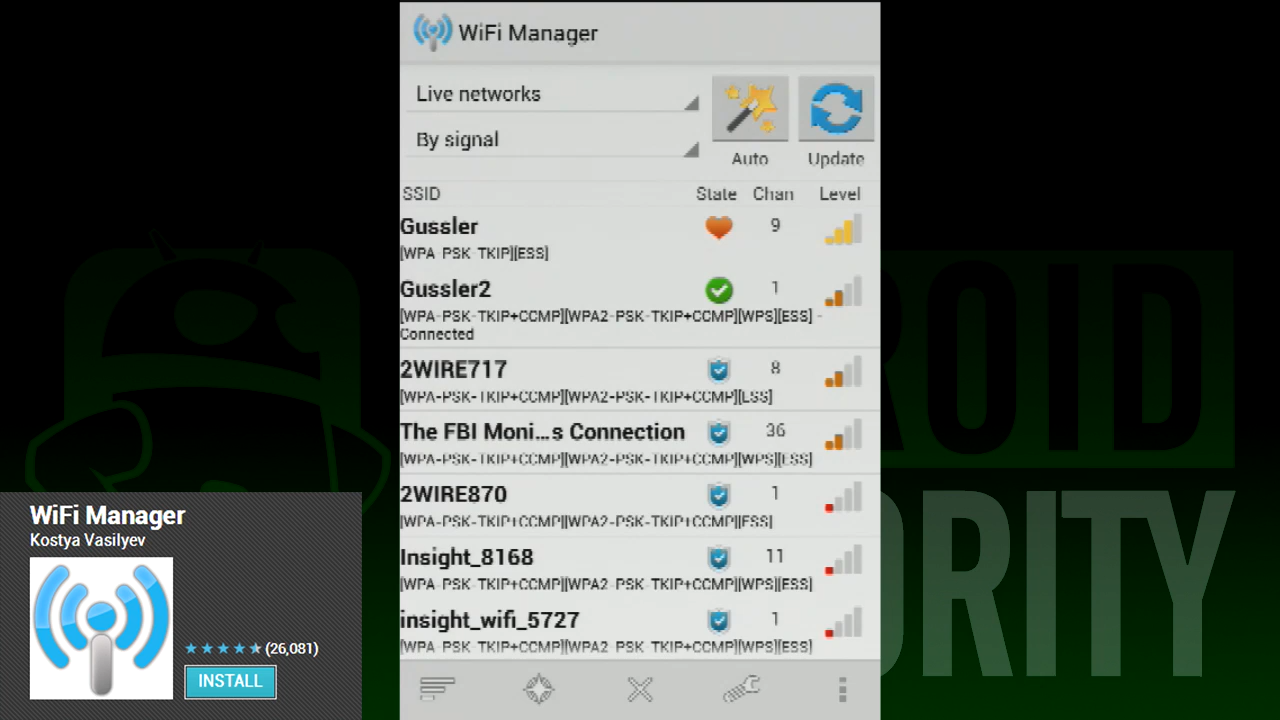 WiFi Manager
Live networks
By signal
Auto
Update
SSID State Chan Level
Gussler 9
[WPA-PSK-TKIP][ESS]
Gussler2 1
[WPA-PSK-TKIP+CCMP][WPA2-PSK-TKIP+CCMP][WPS][ESS] -
Connected
2WIRE717 8
[WPA-PSK-TKIP+CCMP][WPA2-PSK-TKIP+CCMP][ESS]
The FBI Moni...s Connection 36
[WPA-PSK-TKIP+CCMP][WPA2-PSK-TKIP+CCMP][WPS][ESS]
2WIRE870 1
[WPA-PSK-TKIP+CCMP][WPA2-PSK-TKIP+CCMP][ESS]
Insight_8168 11
[WPA-PSK-TKIP+CCMP][WPA2-PSK-TKIP+CCMP][WPS][ESS]
insight_wifi_5727 1
[WPA-PSK-TKIP+CCMP][WPA2-PSK-TKIP+CCMP][WPS][ESS]
WiFi Manager
Kostya Vasilyev
(26,081)
INSTALL